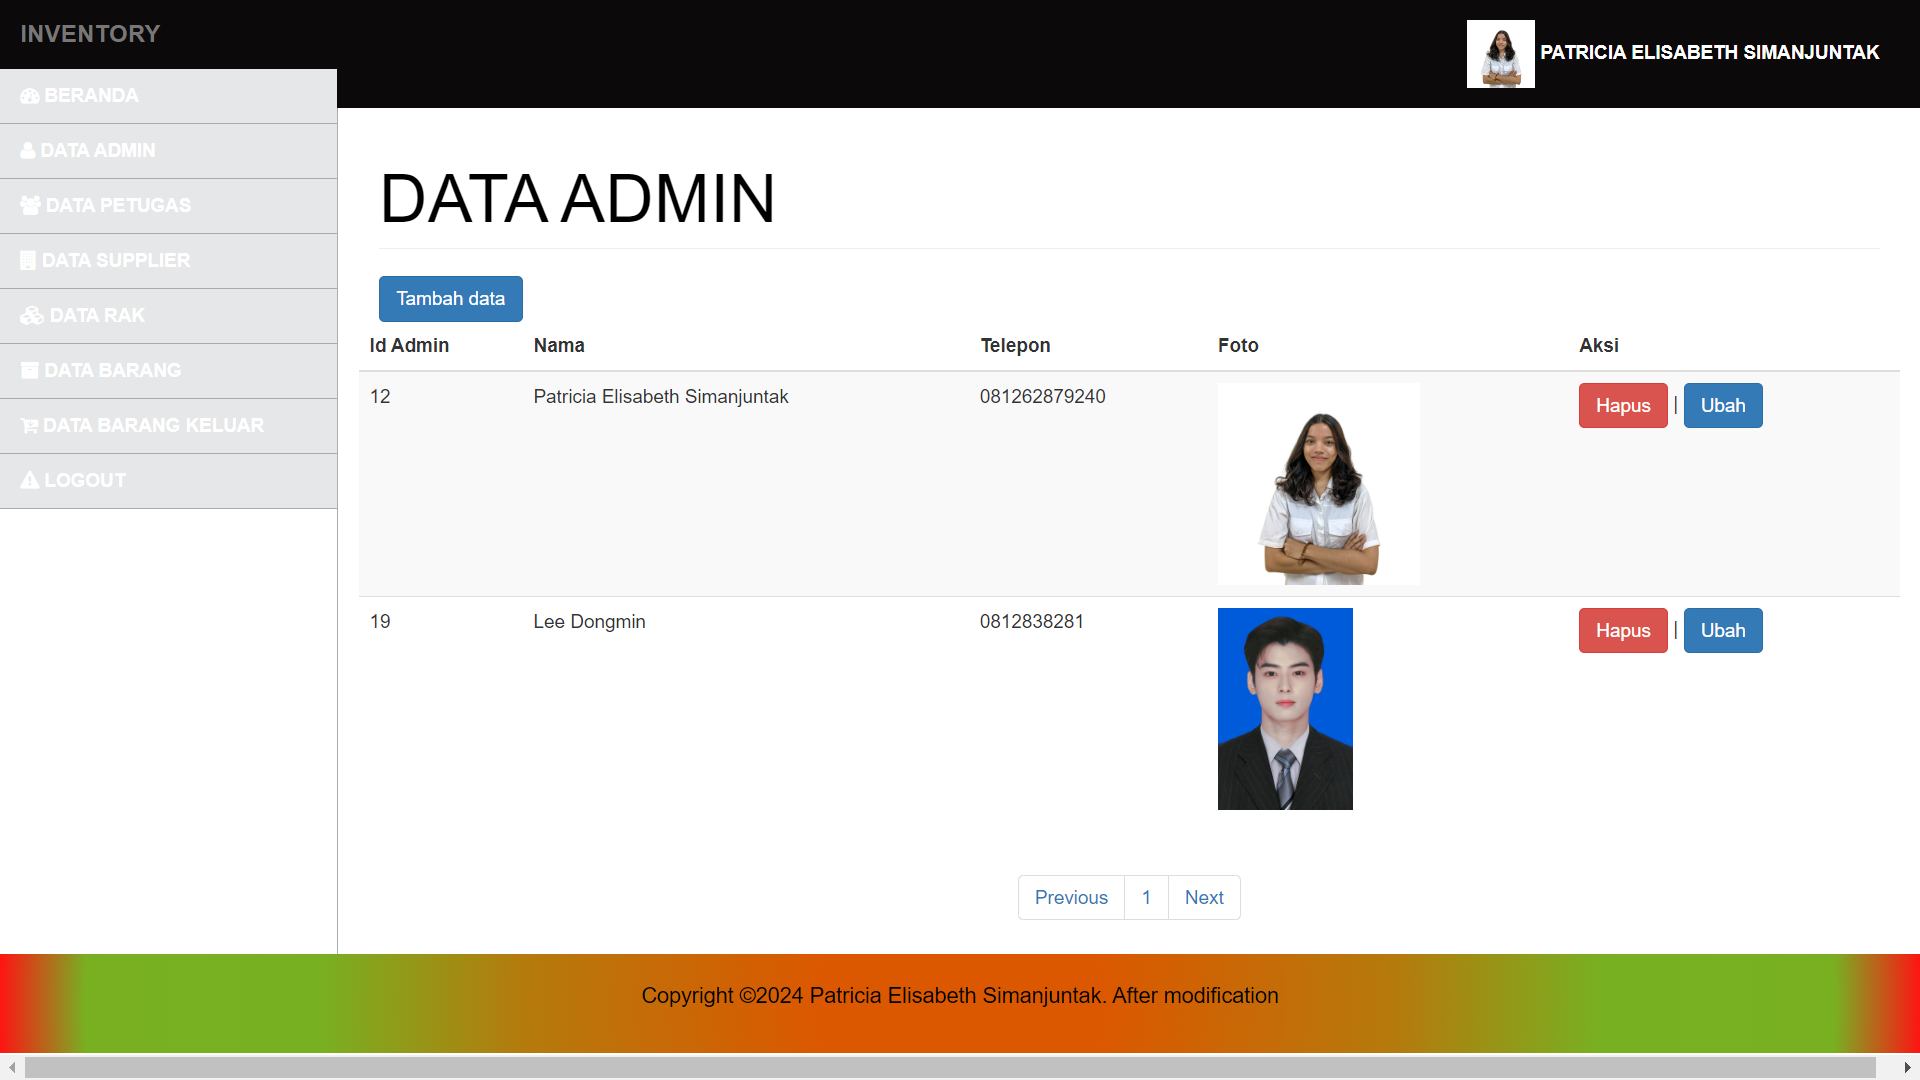 INVENTORY
PATRICIA ELISABETH SIMANJUNTAK
BERANDA
DATA ADMIN
DATA PETUGAS
DATA SUPPLIER
DATA RAK
DATA BARANG
DATA BARANG KELUAR
LOGOUT
DATA ADMIN
Tambah data
Id Admin Nama Telepon Foto Aksi
12 Patricia Elisabeth Simanjuntak 081262879240 Hapus | Ubah
19 Lee Dongmin 0812838281 Hapus | Ubah
Previous 1 Next
Copyright ©2024 Patricia Elisabeth Simanjuntak. After modification